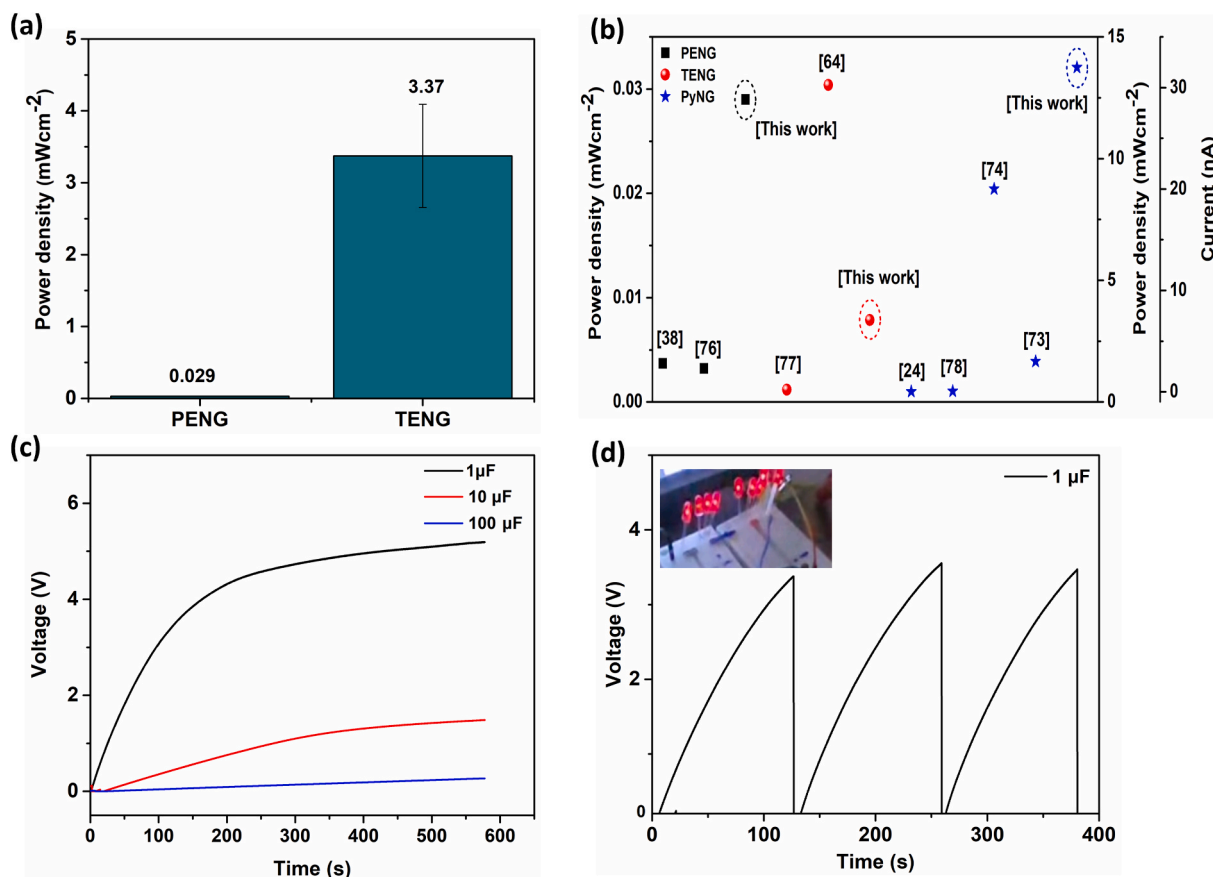 (a)
5
4
3
2
1
0
Power density (mWcm-2)
3.37
0.029
PENG
TENG
(b)
0.03
0.02
0.01
0.00
Power density (mWcm-2)
PENG
TENG
PyNG
[64]
[This work]
[This work]
[74]
[This work]
[38]
[76]
[77]
[24]
[78]
[73]
15
10
5
0
Power density (mWcm-2)
30
20
10
0
Current (nA)
(c)
6
4
2
0
Voltage (V)
1µF
10 µF
100 µF
0
100
200
300
400
500
600
Time (s)
(d)
4
2
0
Voltage (V)
1 µF
0
100
200
300
400
Time (s)